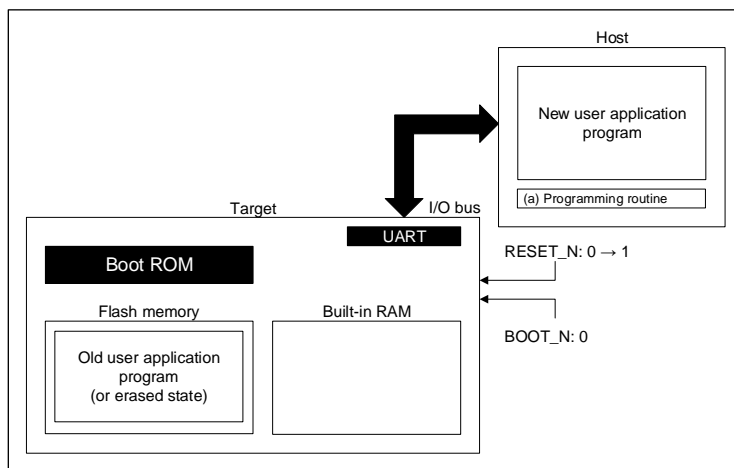 Host
New user application
program
(a) Programming routine
Target
I/O bus
UART
Boot ROM
RESET_N: 0 → 1
Flash memory
Built-in RAM
BOOT_N: 0
Old user application
program
(or erased state)